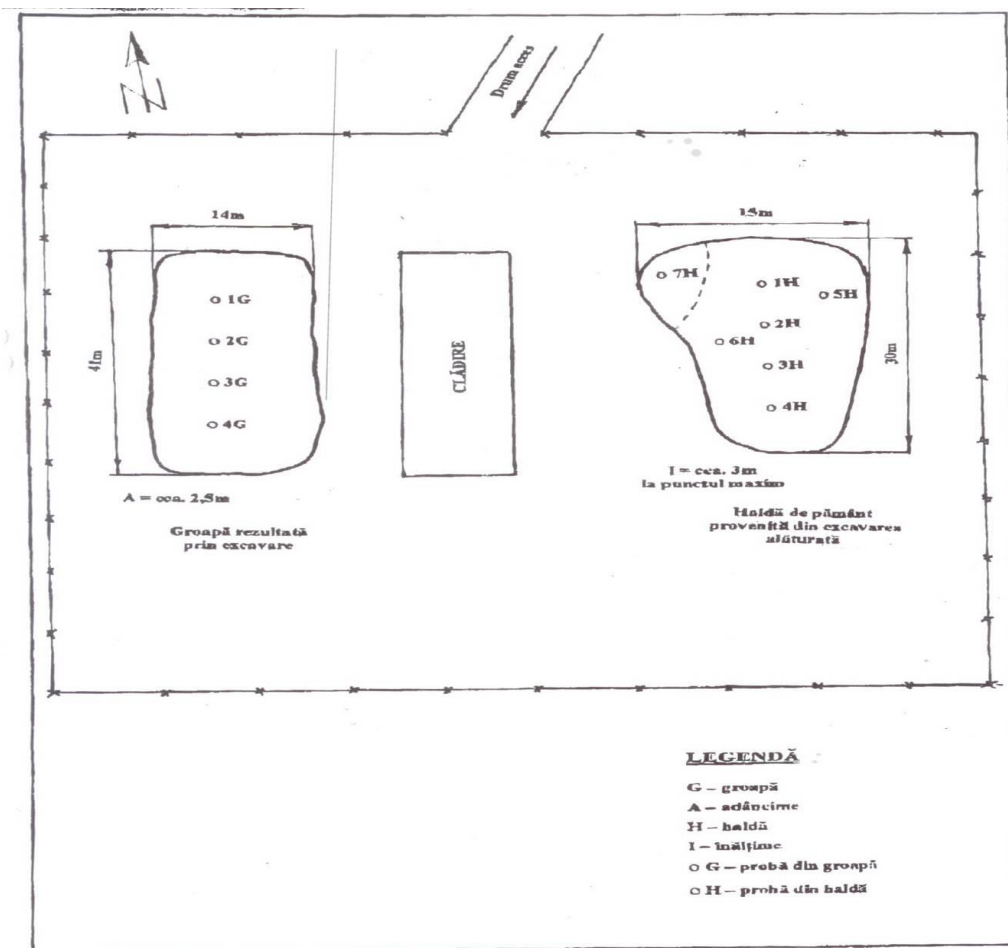 N
Drum acces
14m
15m
41m
1G
2G
3G
4G
CLĂDIRE
7H
1H
5H
2H
6H
3H
4H
30m
A = cca. 2,5m
Groapă rezultată
prin excavare
I = cca. 3m
la punctul maxim
Haldă de pământ
provenită din excavarea
alăturată
LEGENDĂ
G – groapă
A – adâncime
H – haldă
I – înălțime
G – probă din groapă
H – probă din haldă